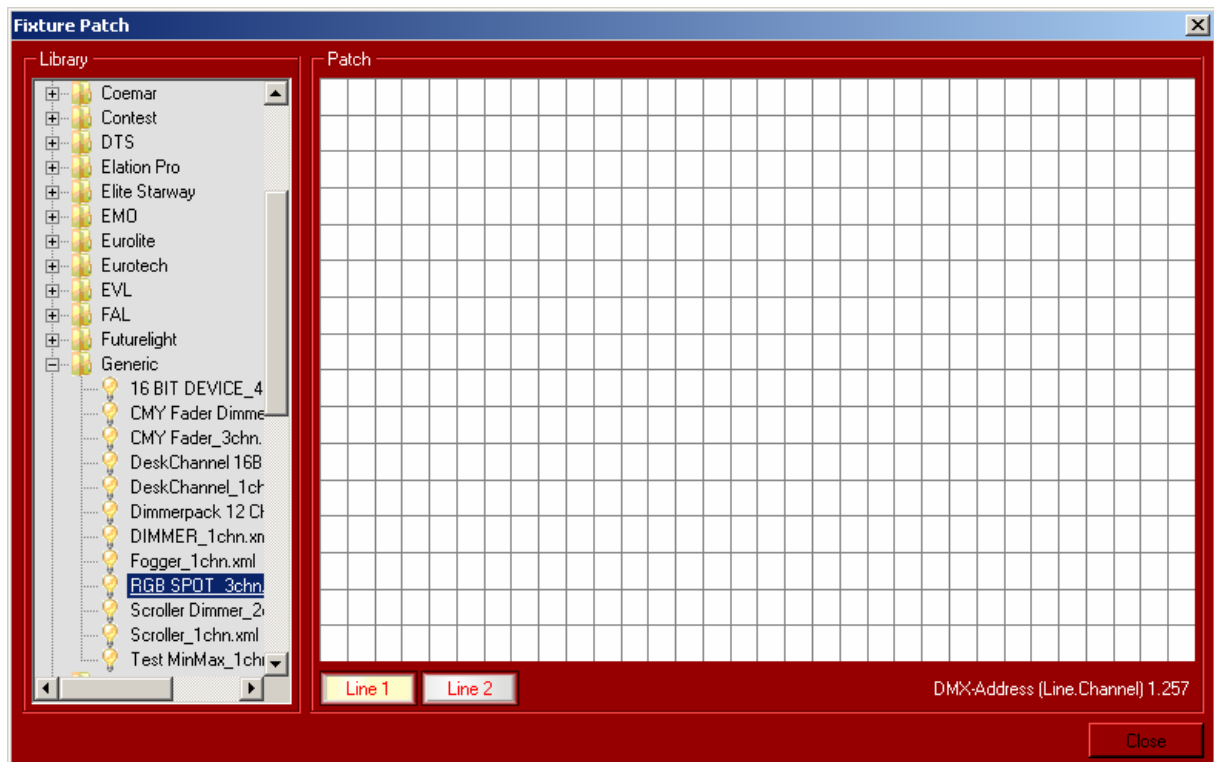 Fixture Patch
Library
Coemar
Contest
DTS
Elation Pro
Elite Starway
EMO
Eurolite
Eurotech
EVL
FAL
Futurelight
Generic
16 BIT DEVICE_4
CMY Fader Dimme
CMY Fader_3chn.
DeskChannel 16B
DeskChannel_1ch
Dimmerpack 12 Ch
DIMMER_1chn.xm
Fogger_1chn.xml
RGB SPOT_3chn.
Scroller Dimmer_2
Scroller_1chn.xml
Test MinMax_1ch
Patch
Line 1
Line 2
DMX-Address (Line.Channel) 1.257
Close